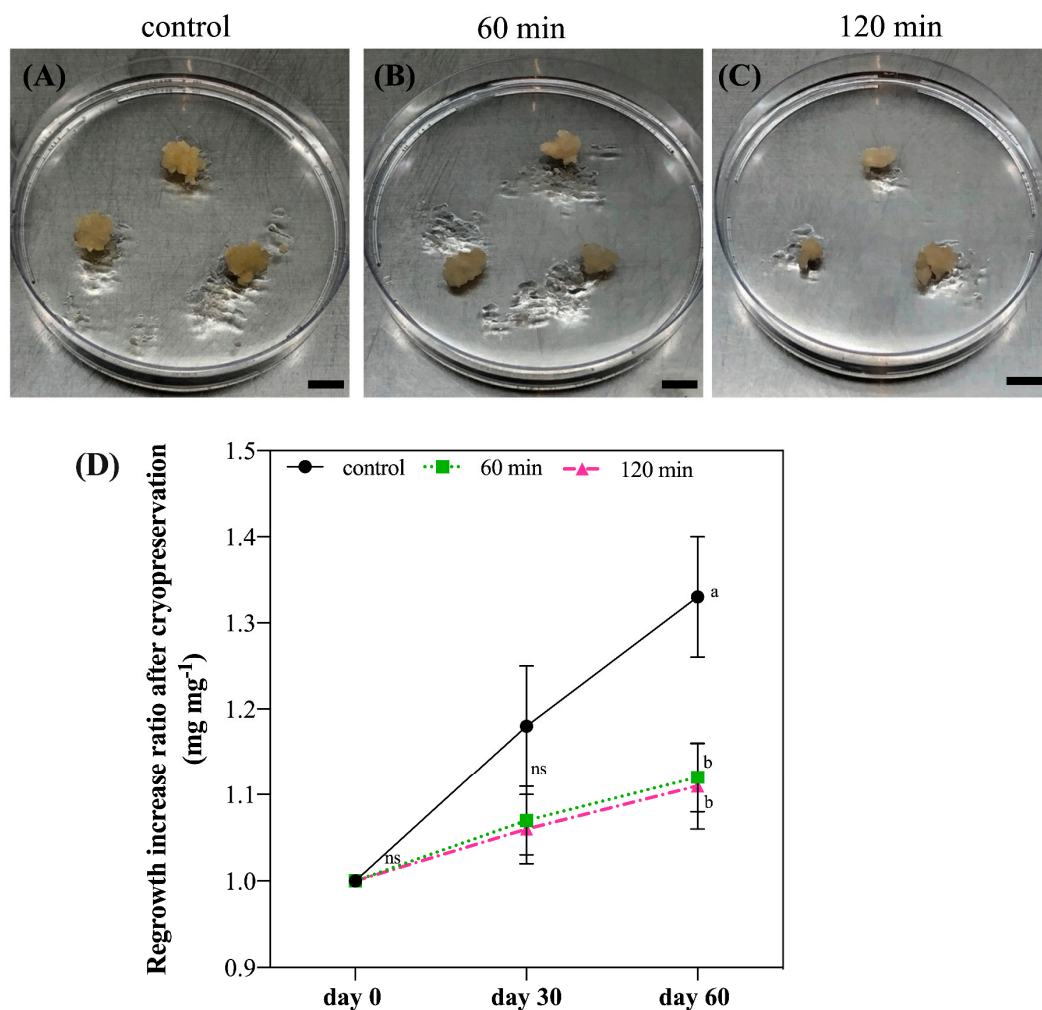 control 60 min 120 min
(A) (B) (C)
(D)
Regrowth increase ratio after cryopreservation
(mg mg⁻¹)
control 60 min 120 min
1.5
1.4
1.3
1.2
1.1
1.0
0.9
a
ns
b
b
ns
day 0 day 30 day 60